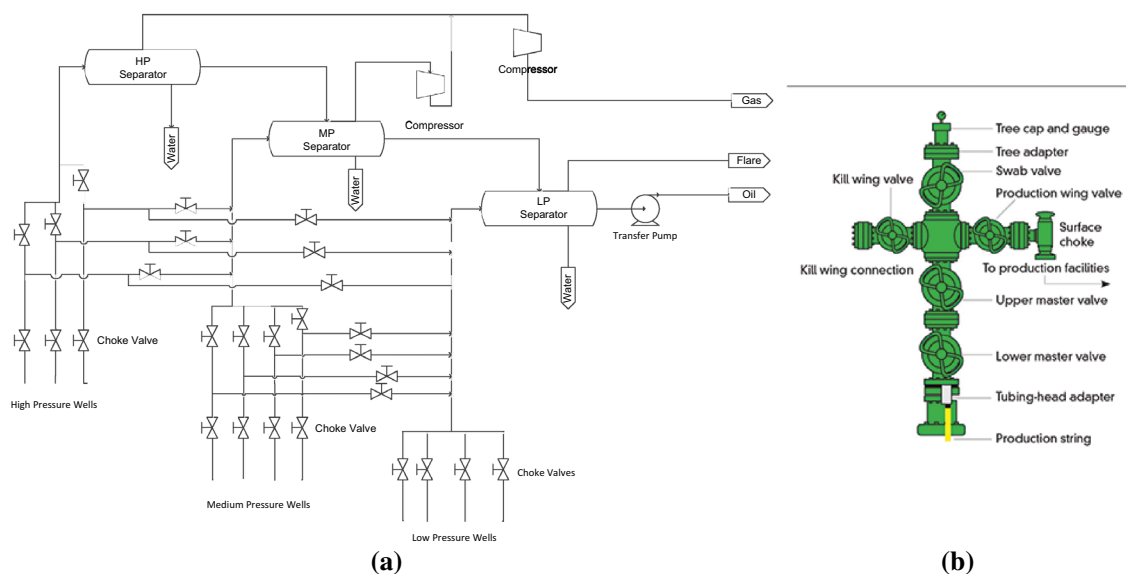 HP
Separator
Water
MP
Separator
Water
Compressor
Compressor
Gas
Flare
LP
Separator
Oil
Transfer Pump
Water
Choke Valve
High Pressure Wells
Choke Valve
Medium Pressure Wells
Choke Valves
Low Pressure Wells
(a)
Tree cap and gauge
Tree adapter
Swab valve
Kill wing valve
Production wing valve
Surface
choke
Kill wing connection
To production facilities
Upper master valve
Lower master valve
Tubing-head adapter
Production string
(b)